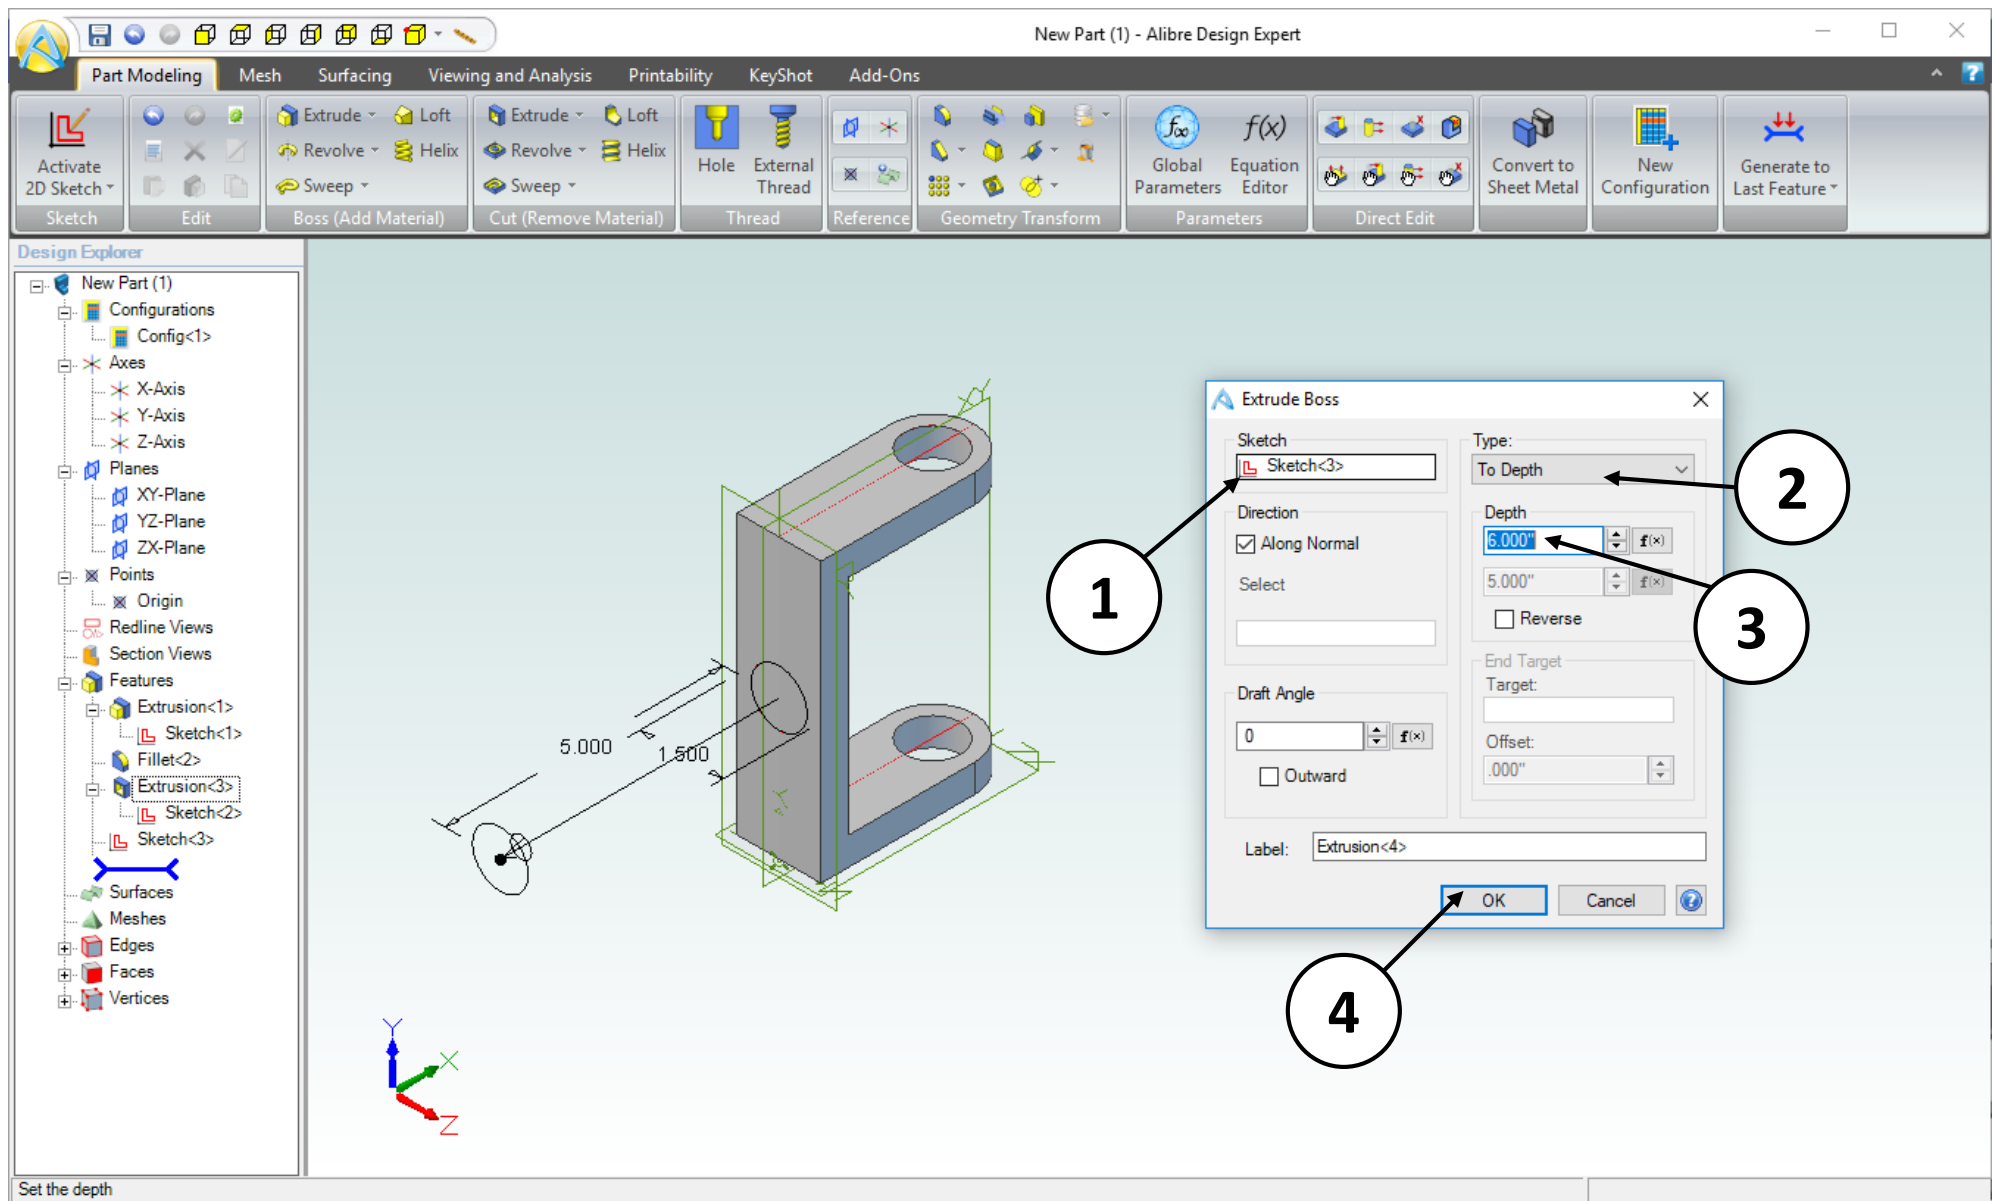 New Part (1) - Alibre Design Expert
Part Modeling Mesh Surfacing Viewing and Analysis Printability KeyShot Add-Ons
Activate
2D Sketch
Sketch
Edit
Extrude Loft
Revolve Helix
Sweep
Boss (Add Material)
Extrude Loft
Revolve Helix
Sweep
Cut (Remove Material)
Hole
External
Thread
Thread
Reference
Geometry Transform
f∞
Global
Parameters
f(x)
Equation
Editor
Parameters
Direct Edit
Convert to
Sheet Metal
New
Configuration
Generate to
Last Feature
Design Explorer
New Part (1)
Configurations
Config<1>
Axes
X-Axis
Y-Axis
Z-Axis
Planes
XY-Plane
YZ-Plane
ZX-Plane
Points
Origin
Redline Views
Section Views
Features
Extrusion<1>
Sketch<1>
Fillet<2>
Extrusion<3>
Sketch<2>
Sketch<3>
Surfaces
Meshes
Edges
Faces
Vertices
5.000
1.500
Y
X
Z
Extrude Boss
Sketch
Sketch<3>
Direction
Along Normal
Select
Draft Angle
0
f(x)
Outward
Type:
To Depth
Depth
6.000"
f(x)
5.000"
f(x)
Reverse
End Target
Target:
Offset:
.000"
Label: Extrusion<4>
OK Cancel
1
2
3
4
Set the depth